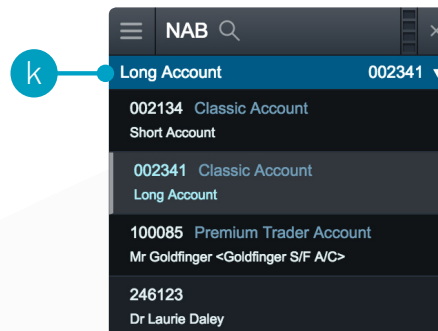 NAB
k
Long Account 002341
002134 Classic Account
Short Account
002341 Classic Account
Long Account
100085 Premium Trader Account
Mr Goldfinger <Goldfinger S/F A/C>
246123
Dr Laurie Daley